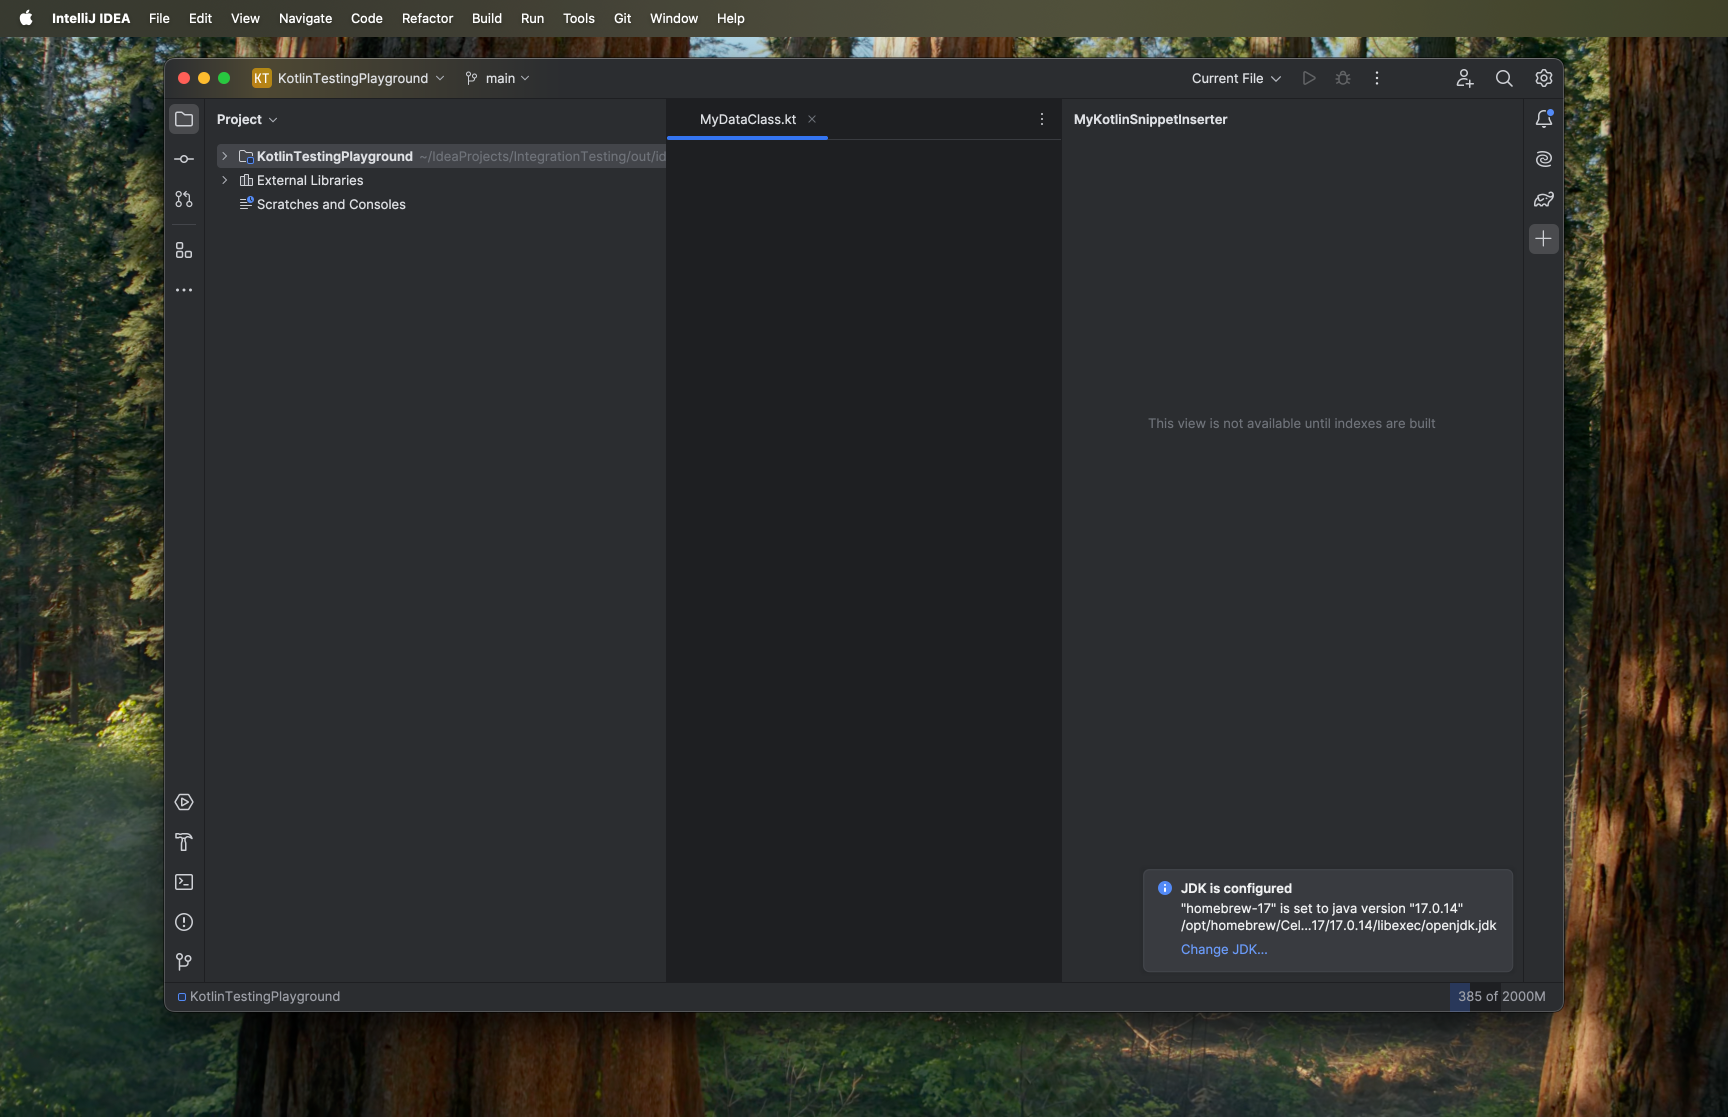 IntelliJ IDEA File Edit View Navigate Code Refactor Build Run Tools Git Window Help
KT KotlinTestingPlayground main Current File
Project
MyDataClass.kt
MyKotlinSnippetInserter
KotlinTestingPlayground ~/IdeaProjects/IntegrationTesting/out/id
External Libraries
Scratches and Consoles
This view is not available until indexes are built
JDK is configured
"homebrew-17" is set to java version "17.0.14"
/opt/homebrew/Cel...17/17.0.14/libexec/openjdk.jdk
Change JDK...
KotlinTestingPlayground
385 of 2000M